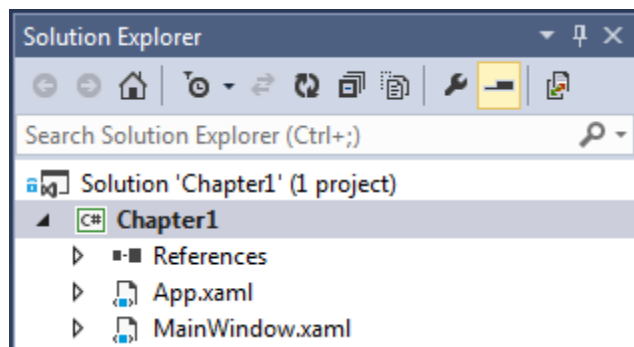 Solution Explorer
Search Solution Explorer (Ctrl+;)
Solution 'Chapter1' (1 project)
C# Chapter1
References
App.xaml
MainWindow.xaml